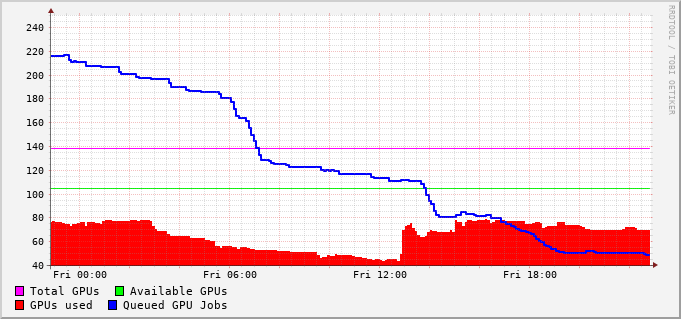 240
220
200
180
160
140
120
100
80
60
40
Fri 00:00 Fri 06:00 Fri 12:00 Fri 18:00
Total GPUs Available GPUs
GPUs used Queued GPU Jobs
RRDTOOL / TOBI OETIKER